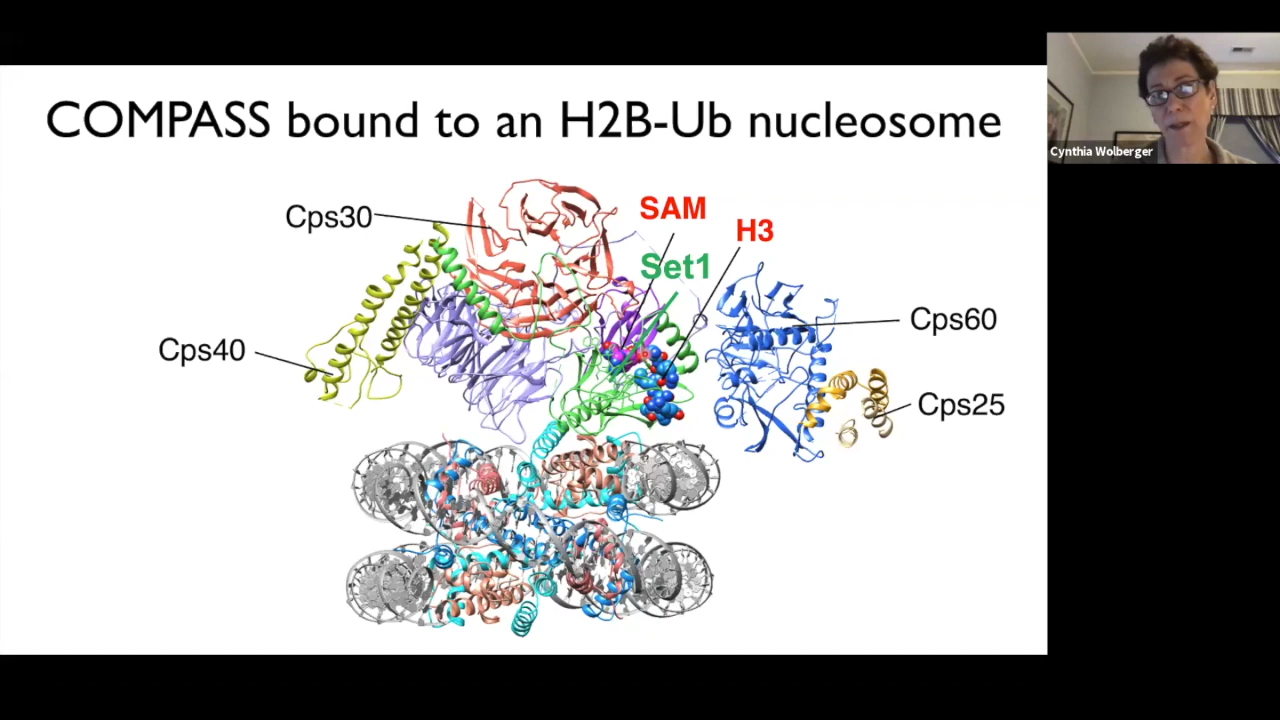 COMPASS bound to an H2B-Ub nucleosome
Cynthia Wolberger
Cps30
SAM
H3
Set1
Cps60
Cps40
Cps25